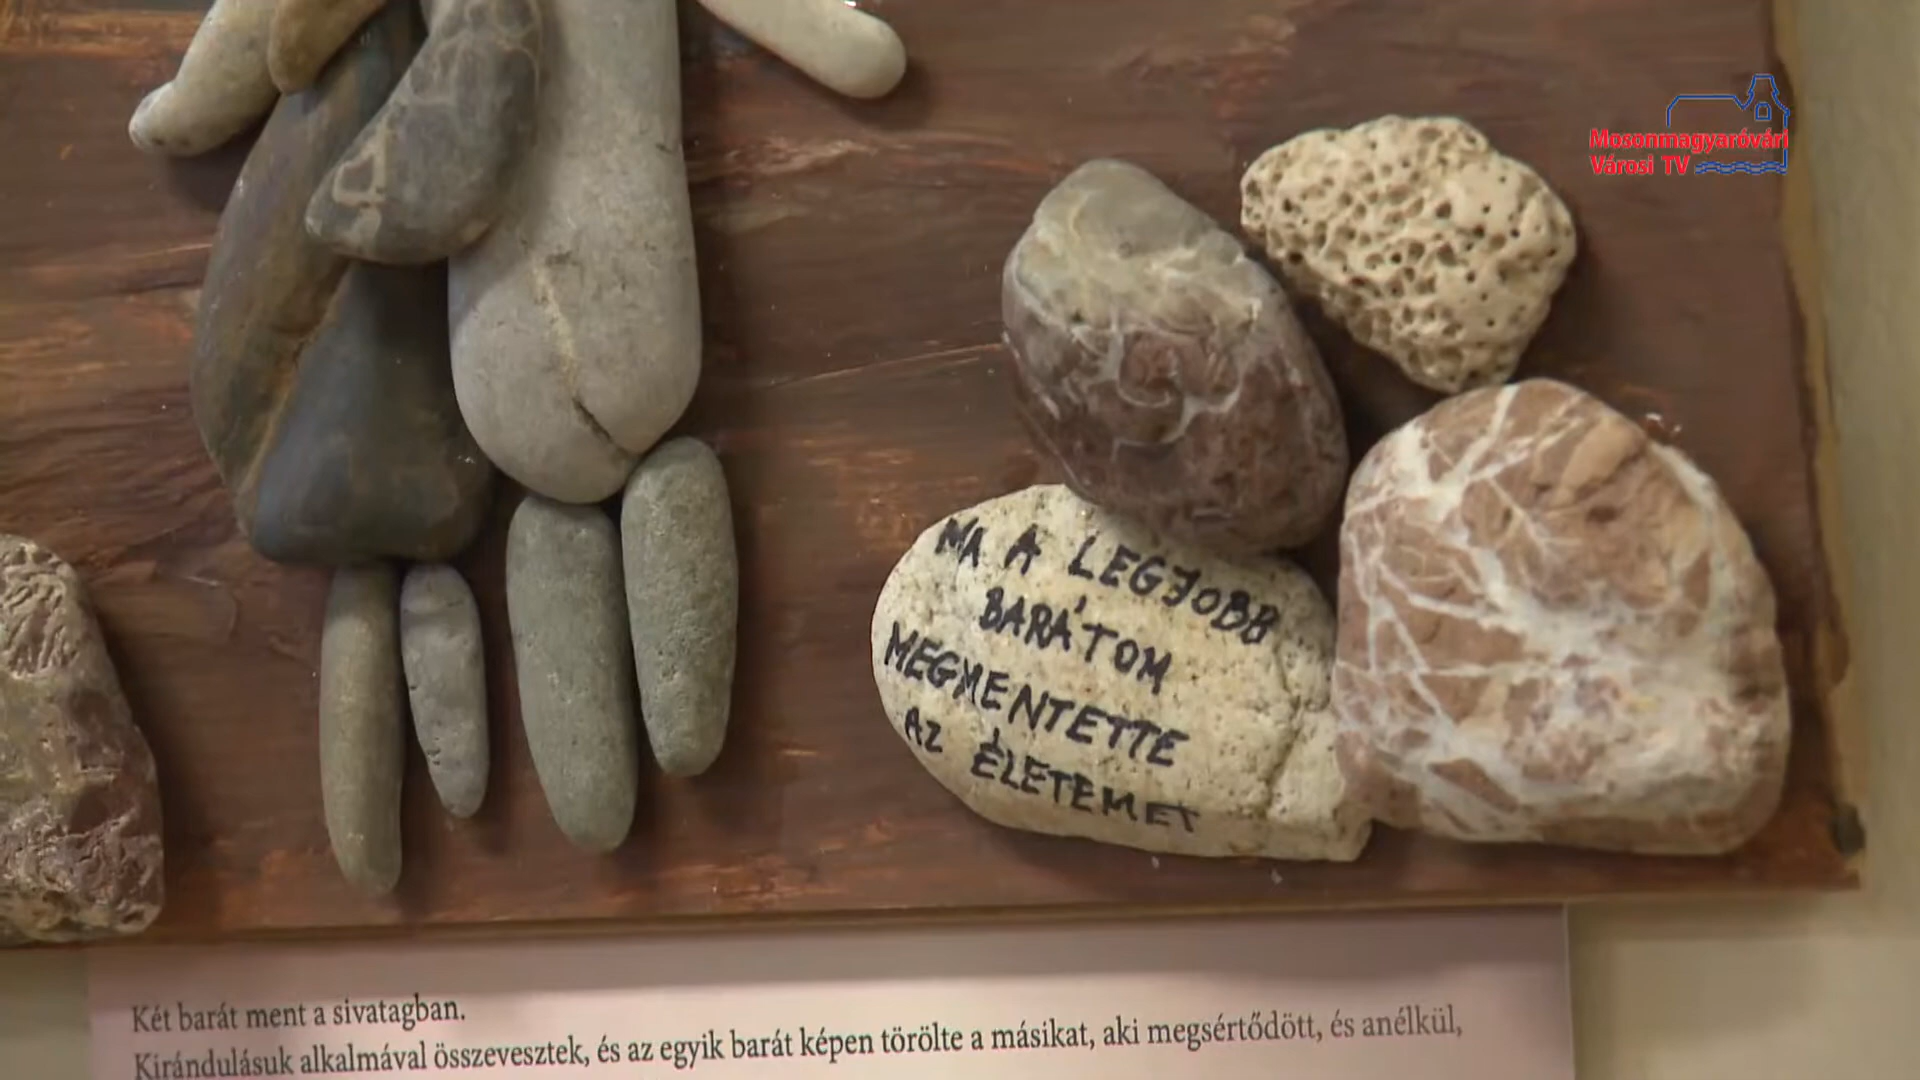 Mosonmagyaróvári
Városi TV
MA A LEGJOBB
BARÁTOM
MEGMENTETTE
AZ ÉLETEMET
Két barát ment a sivatagban.
Kirándulásuk alkalmával összevesztek, és az egyik barát képen törölte a másikat, aki megsértődött, és anélkül,